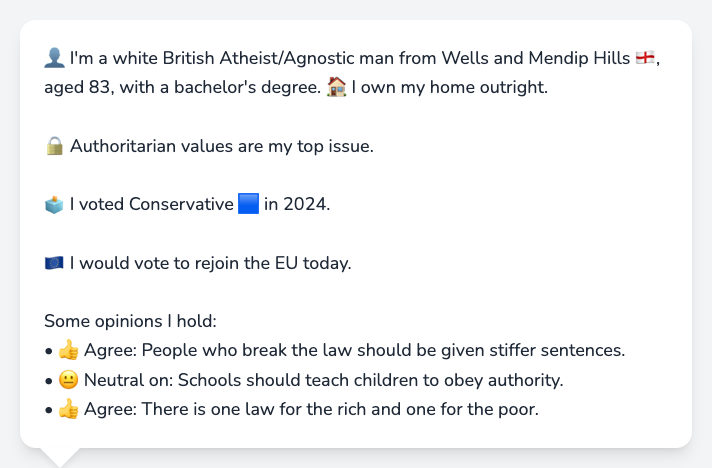 👤 I'm a white British Atheist/Agnostic man from Wells and Mendip Hills 🏴󠁧󠁢󠁥󠁮󠁧󠁿,
aged 83, with a bachelor's degree. 🏠 I own my home outright.
🔒 Authoritarian values are my top issue.
🗳️ I voted Conservative 🟦 in 2024.
🇪🇺 I would vote to rejoin the EU today.
Some opinions I hold:
• 👍 Agree: People who break the law should be given stiffer sentences.
• 😐 Neutral on: Schools should teach children to obey authority.
• 👍 Agree: There is one law for the rich and one for the poor.